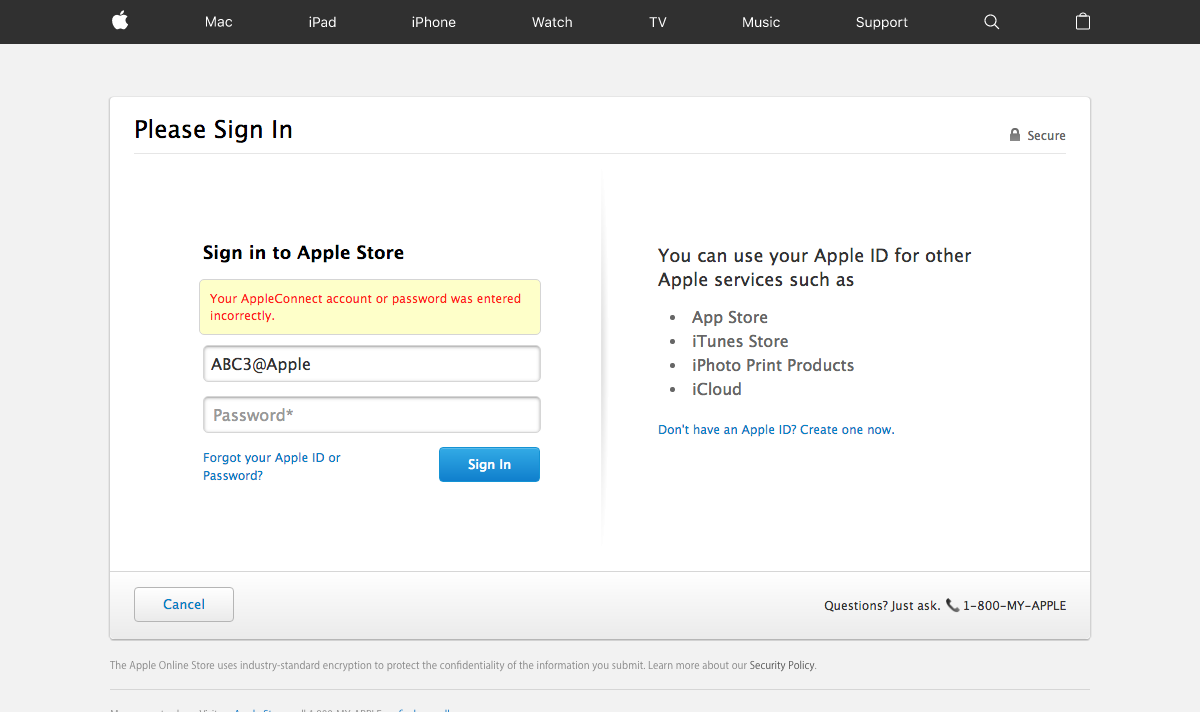 Mac iPad iPhone Watch TV Music Support
Please Sign In
Secure
Sign in to Apple Store
Your AppleConnect account or password was entered
incorrectly.
ABC3@Apple
Password*
Forgot your Apple ID or
Password?
Sign In
You can use your Apple ID for other
Apple services such as
• App Store
• iTunes Store
• iPhoto Print Products
• iCloud
Don't have an Apple ID? Create one now.
Cancel
Questions? Just ask. 1-800-MY-APPLE
The Apple Online Store uses industry-standard encryption to protect the confidentiality of the information you submit. Learn more about our Security Policy.